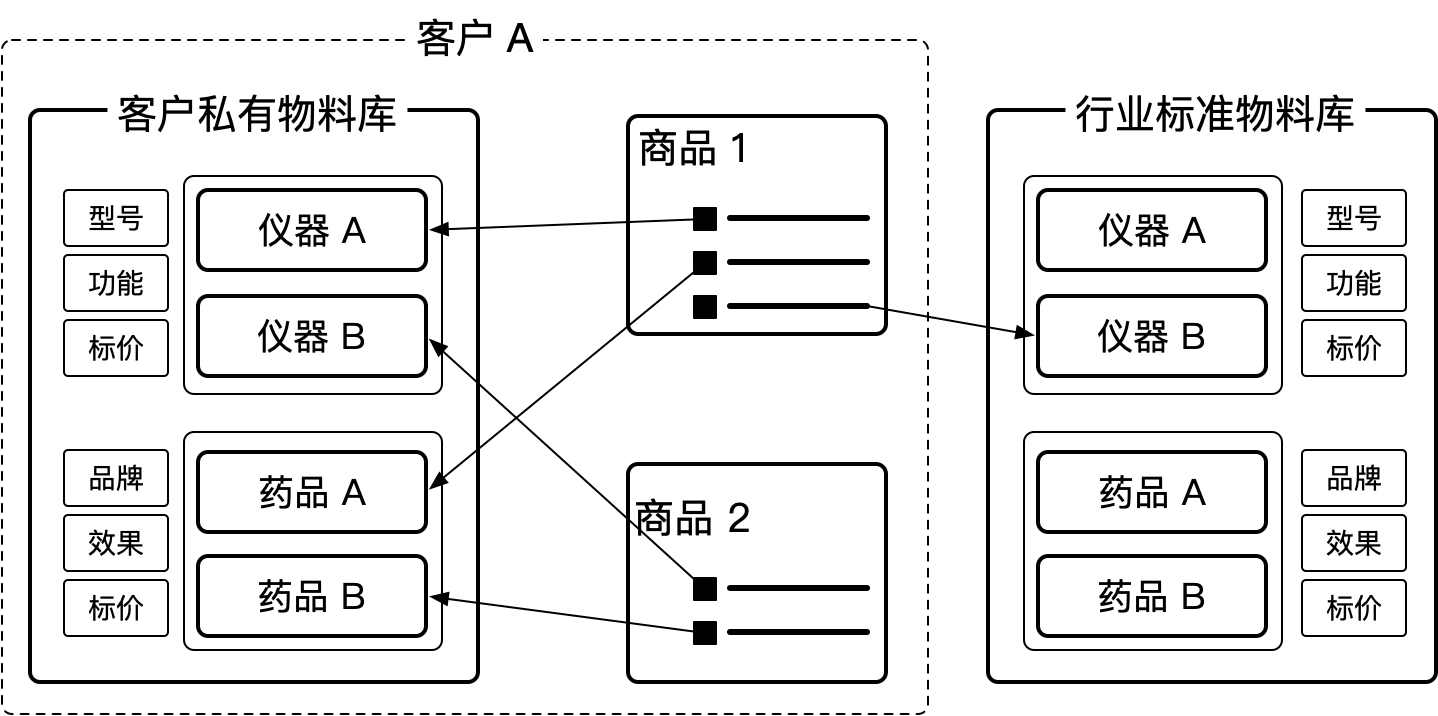 客户 A
客户私有物料库
型号
功能
标价
仪器 A
仪器 B
品牌
效果
标价
药品 A
药品 B
商品 1
商品 2
行业标准物料库
仪器 A
仪器 B
型号
功能
标价
药品 A
药品 B
品牌
效果
标价